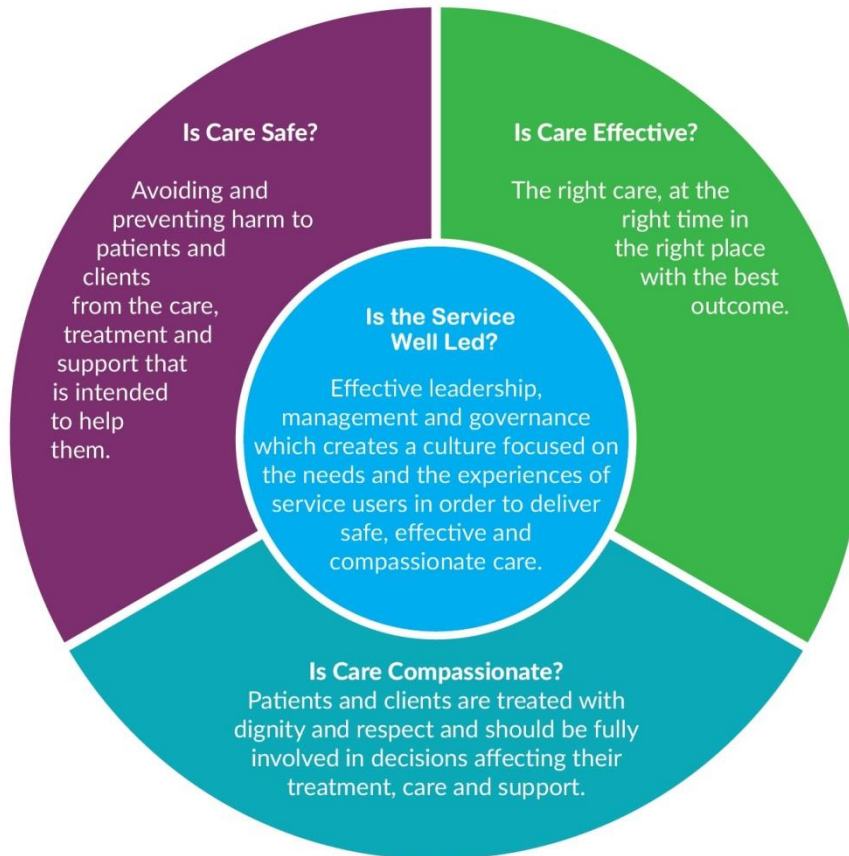 Is Care Safe?
Avoiding and
preventing harm to
patients and
clients
from the care,
treatment and
support that
is intended
to help
them.
Is Care Effective?
The right care, at the
right time in
the right place
with the best
outcome.
Is the Service
Well Led?
Effective leadership,
management and governance
which creates a culture focused on
the needs and the experiences of
service users in order to deliver
safe, effective and
compassionate care.
Is Care Compassionate?
Patients and clients are treated with
dignity and respect and should be fully
involved in decisions affecting their
treatment, care and support.